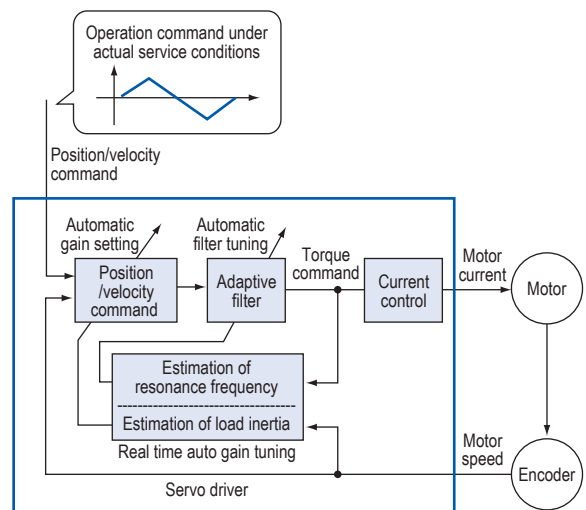 Operation command under
actual service conditions
Position/velocity
command
Automatic
gain setting
Automatic
filter tuning
Torque
command
Motor
current
Position
/velocity
command
Adaptive
filter
Current
control
Motor
Estimation of
resonance frequency
Estimation of load inertia
Real time auto gain tuning
Motor
speed
Servo driver
Encoder